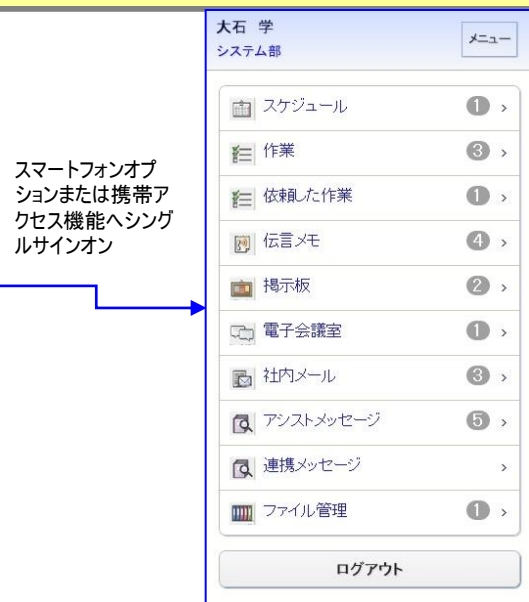 大石 学
システム部
メニュー
スケジュール 1 ›
作業 3 ›
依頼した作業 1 ›
伝言メモ 4 ›
掲示板 2 ›
電子会議室 1 ›
社内メール 3 ›
アシストメッセージ 5 ›
連携メッセージ ›
ファイル管理 1 ›
ログアウト
スマートフォンオプ
ションまたは携帯ア
クセス機能へシング
ルサインオン